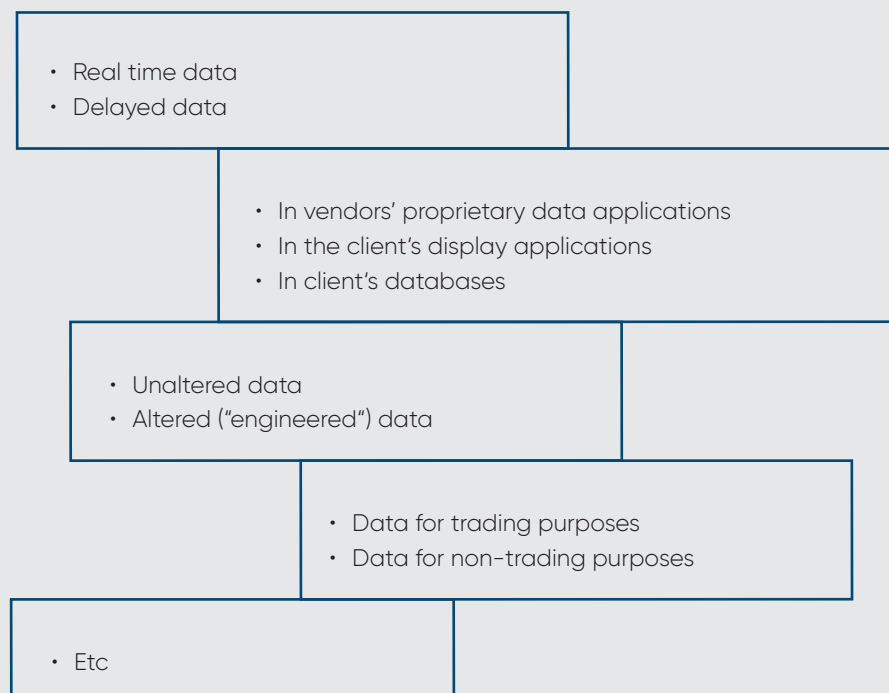 • Real time data
• Delayed data
• In vendors’ proprietary data applications
• In the client‘s display applications
• In client‘s databases
• Unaltered data
• Altered (“engineered“) data
• Data for trading purposes
• Data for non-trading purposes
• Etc